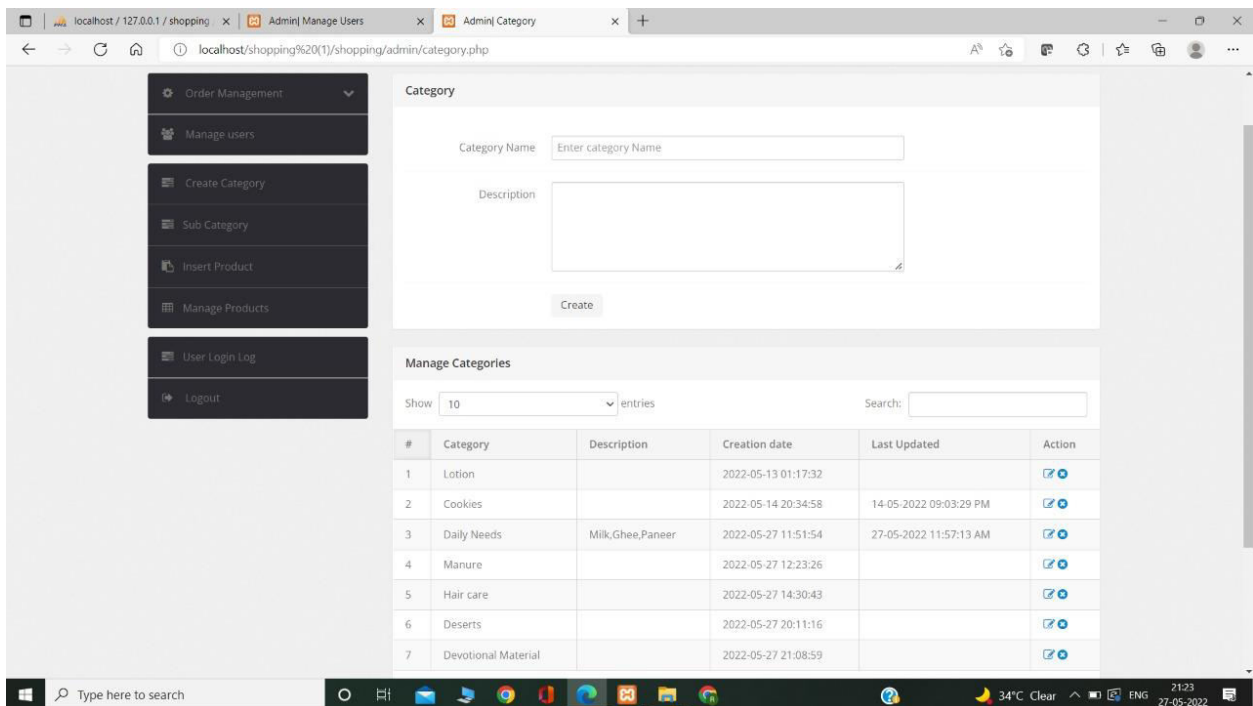 localhost / 127.0.0.1 / shopping
Admin| Manage Users
Admin| Category
localhost/shopping%20(1)/shopping/admin/category.php
Order Management
Manage users
Create Category
Sub Category
Insert Product
Manage Products
User Login Log
Logout
Category
Category Name Enter category Name
Description
Create
Manage Categories
Show 10 entries Search:
# Category Description Creation date Last Updated Action
1 Lotion 2022-05-13 01:17:32
2 Cookies 2022-05-14 20:34:58 14-05-2022 09:03:29 PM
3 Daily Needs Milk,Ghee,Paneer 2022-05-27 11:51:54 27-05-2022 11:57:13 AM
4 Manure 2022-05-27 12:23:26
5 Hair care 2022-05-27 14:30:43
6 Deserts 2022-05-27 20:11:16
7 Devotional Material 2022-05-27 21:08:59
Type here to search
34°C Clear ENG 21:23
27-05-2022